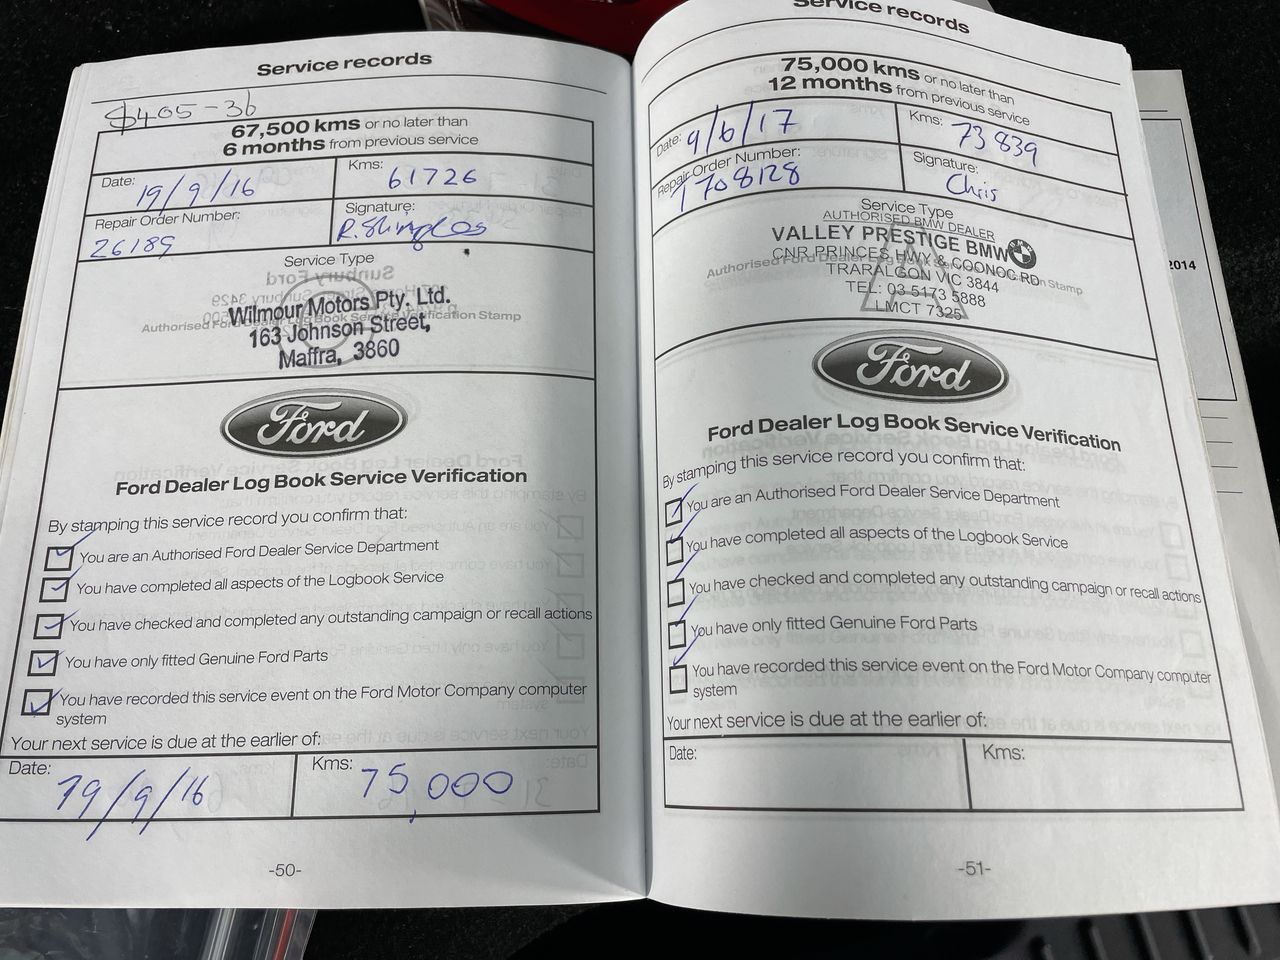 Service records
$405-36
67,500 kms or no later than
6 months from previous service
Date: 19/9/16
Kms: 61726
Repair Order Number: 26189
Signature:
Service Type
Wilmour Motors Pty. Ltd.
163 Johnson Street,
Maffra, 3860
Authorised Ford Dealer Log Book Service Verification Stamp
Ford
Ford Dealer Log Book Service Verification
By stamping this service record you confirm that:
You are an Authorised Ford Dealer Service Department
You have completed all aspects of the Logbook Service
You have checked and completed any outstanding campaign or recall actions
You have only fitted Genuine Ford Parts
You have recorded this service event on the Ford Motor Company computer
system
Your next service is due at the earlier of:
Date: 19/9/16
Kms: 75,000
-50-
Service records
75,000 kms or no later than
12 months from previous service
Date: 9/6/17
Kms: 73839
Repair Order Number: 1708128
Signature: Chris
Service Type
AUTHORISED BMW DEALER
VALLEY PRESTIGE BMW
CNR PRINCES HWY & COONOC RD
TRARALGON VIC 3844
TEL: 03 5173 5888
LMCT 7325
Authorised Ford Dealer Stamp
Ford
Ford Dealer Log Book Service Verification
By stamping this service record you confirm that:
You are an Authorised Ford Dealer Service Department
You have completed all aspects of the Logbook Service
You have checked and completed any outstanding campaign or recall actions
You have only fitted Genuine Ford Parts
You have recorded this service event on the Ford Motor Company computer
system
Your next service is due at the earlier of:
Date:
Kms:
-51-
2014